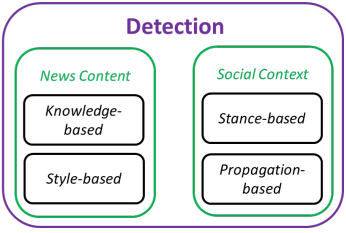 Detection
News Content
Knowledge-
based
Style-based
Social Context
Stance-based
Propagation-
based